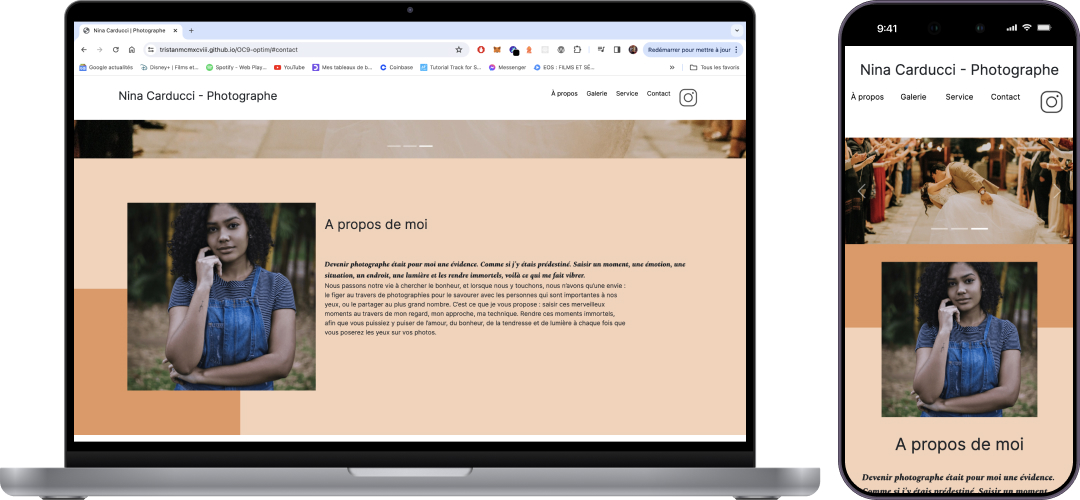 Nina Carducci | Photographe
tristanmcmxcviii.github.io/OC9-optim/#contact
Redémarrer pour mettre à jour
Google actualités
Disney+ | Films et...
Spotify - Web Play...
YouTube
Mes tableaux de b...
Coinbase
Tutorial Track for S...
Messenger
EOS : FILMS ET SÉ...
Tous les favoris
Nina Carducci - Photographe
À propos
Galerie
Service
Contact
A propos de moi
Devenir photographe était pour moi une évidence. Comme si j'y étais prédestiné. Saisir un moment, une émotion, une
situation, un endroit, une lumière et les rendre immortels, voilà ce qui me fait vibrer.
Nous passons notre vie à chercher le bonheur, et lorsque nous y touchons, nous n'avons qu'une envie :
le figer au travers de photographies pour le savourer avec les personnes qui sont importantes à nos
yeux, ou le partager au plus grand nombre. C'est ce que je vous propose : saisir ces merveilleux
moments au travers de mon regard, mon approche, ma technique. Rendre ces moments immortels,
afin que vous puissiez y puiser de l'amour, du bonheur, de la tendresse et de lumière à chaque fois que
vous poserez les yeux sur vos photos.
9:41
Nina Carducci - Photographe
À propos
Galerie
Service
Contact
A propos de moi
Devenir photographe était pour moi une évidence.
Comme si j'y étais prédestiné. Saisir un moment,